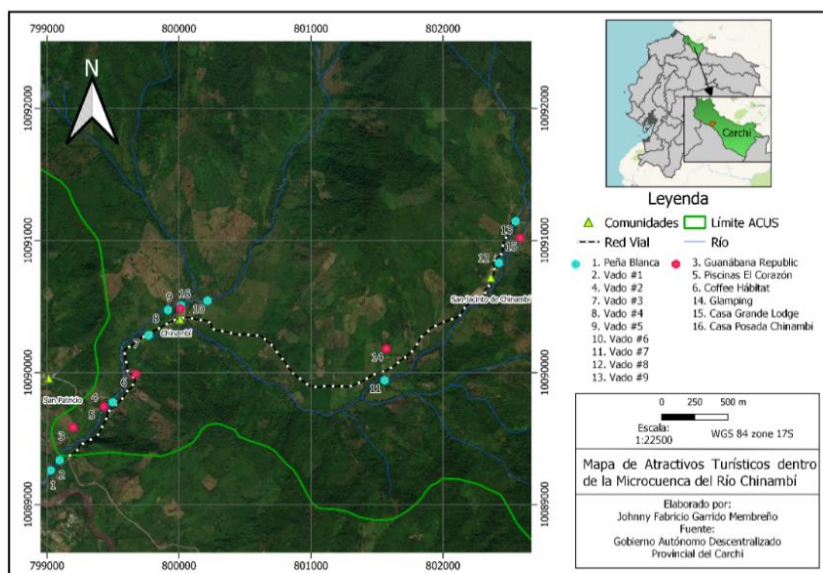 799000 800000 801000 802000
N
10092000 10092000
10091000 10091000
10090000 10090000
10089000 10089000
13
15
12
San Jacinto de Chinambí
9 16
10
8
Chinambí
7
14
11
6
San Patricio
4
5
3
1 2
799000 800000 801000 802000
Carchi
Leyenda
Comunidades Límite ACUS
Red Vial Río
1. Peña Blanca
2. Vado #1
4. Vado #2
7. Vado #3
8. Vado #4
9. Vado #5
10. Vado #6
11. Vado #7
12. Vado #8
13. Vado #9
3. Guanábana Republic
5. Piscinas El Corazón
6. Coffee Hábitat
14. Glamping
15. Casa Grande Lodge
16. Casa Posada Chinambi
0 250 500 m
Escala:
1:22500
WGS 84 zone 17S
Mapa de Atractivos Turísticos dentro
de la Microcuenca del Río Chinambí
Elaborado por:
Johnny Fabricio Garrido Membreño
Fuente:
Gobierno Autónomo Descentralizado
Provincial del Carchi